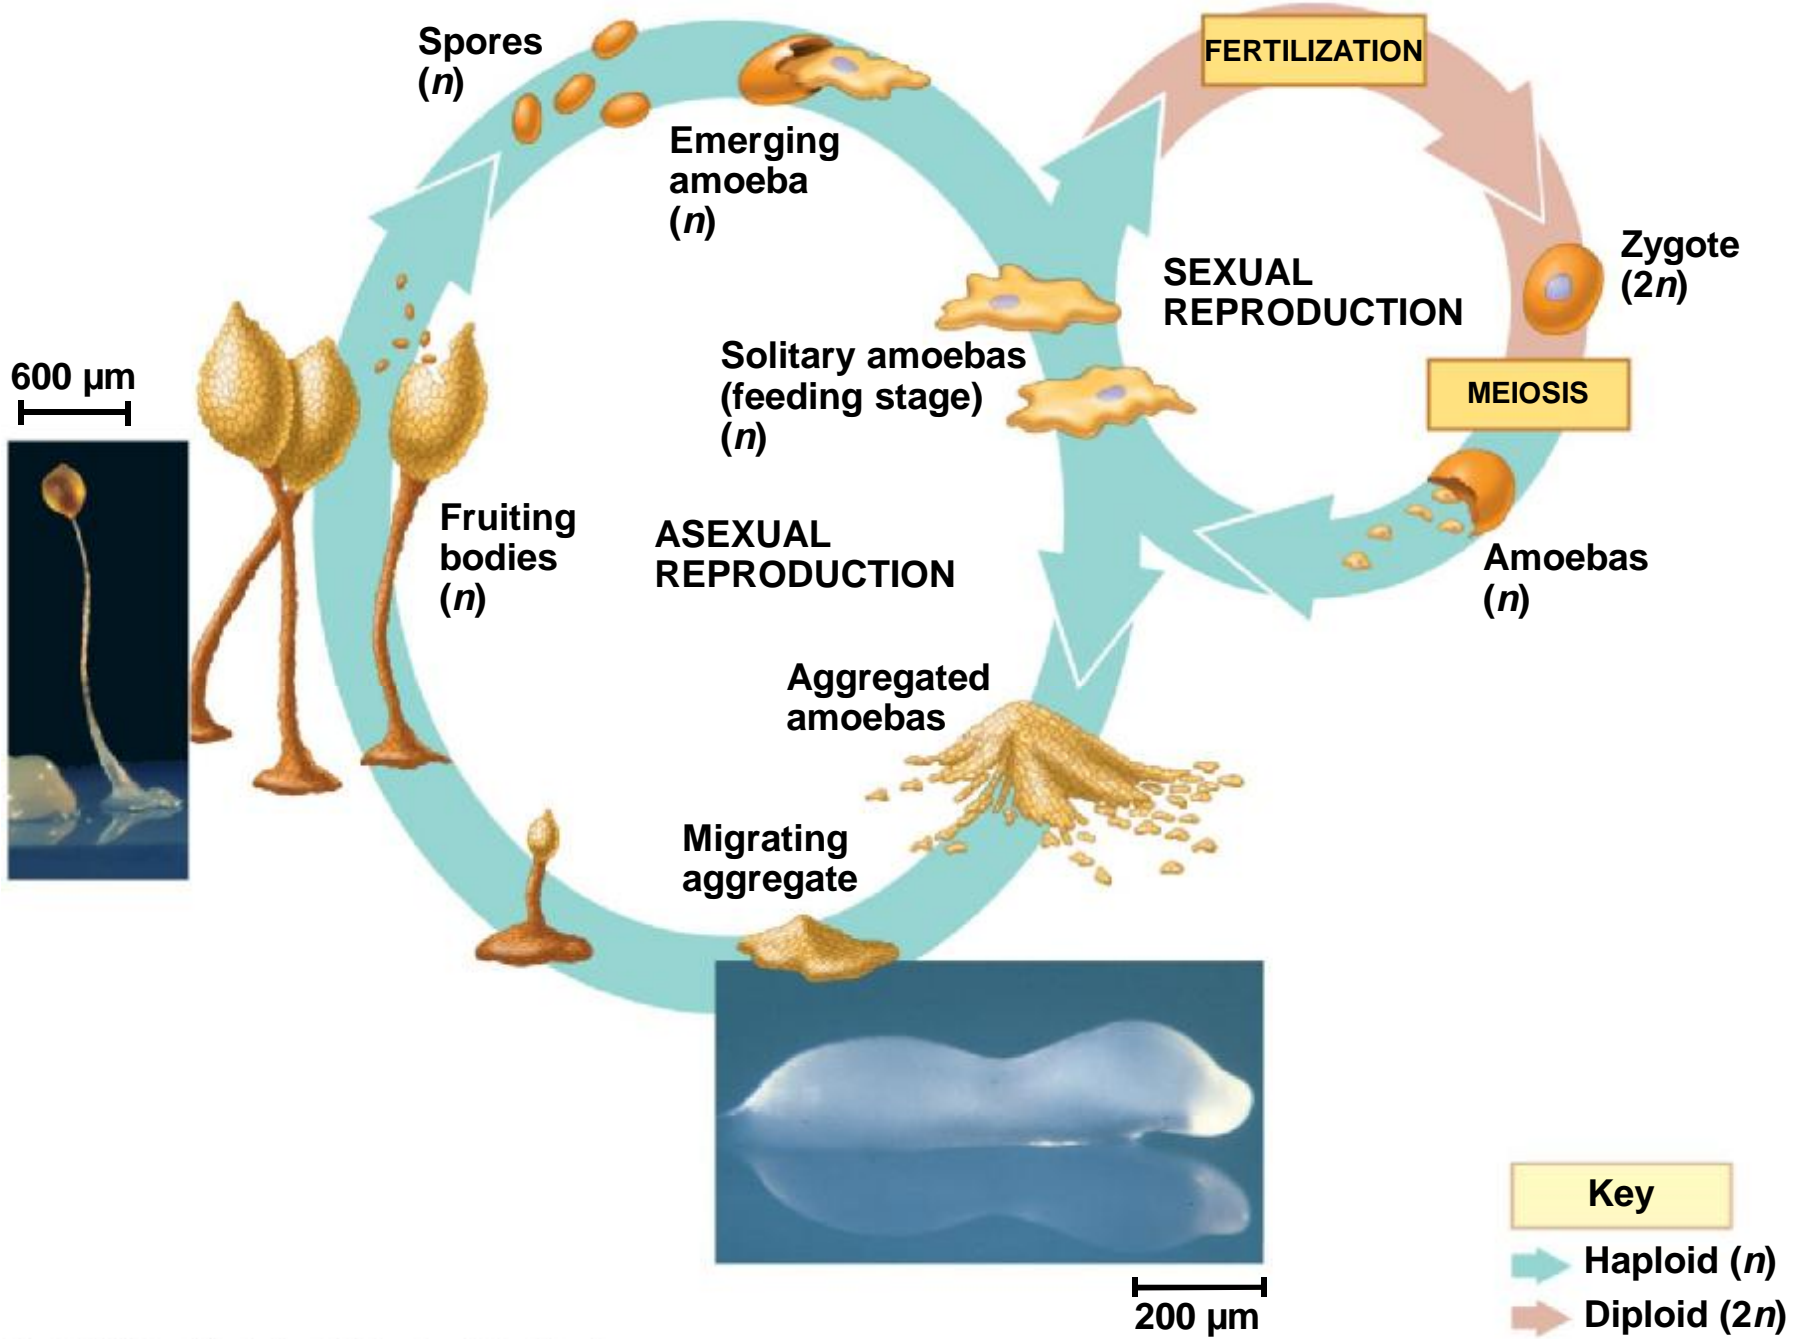 Spores
(n)
FERTILIZATION
Emerging
amoeba
(n)
Zygote
(2n)
SEXUAL
REPRODUCTION
Solitary amoebas
(feeding stage)
(n)
600 µm
MEIOSIS
Fruiting
bodies
(n)
ASEXUAL
REPRODUCTION
Amoebas
(n)
Aggregated
amoebas
Migrating
aggregate
Key
Haploid (n)
Diploid (2n)
200 µm